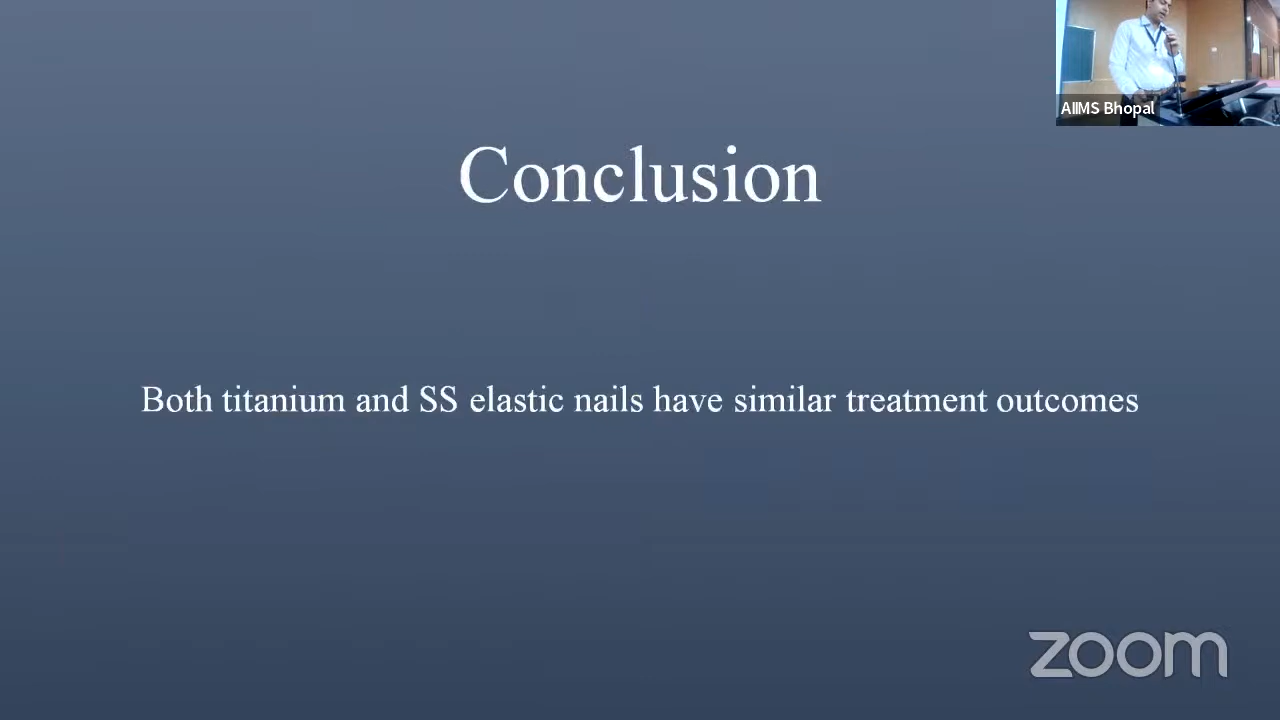 AIIMS Bhopal
Conclusion
Both titanium and SS elastic nails have similar treatment outcomes
zoom